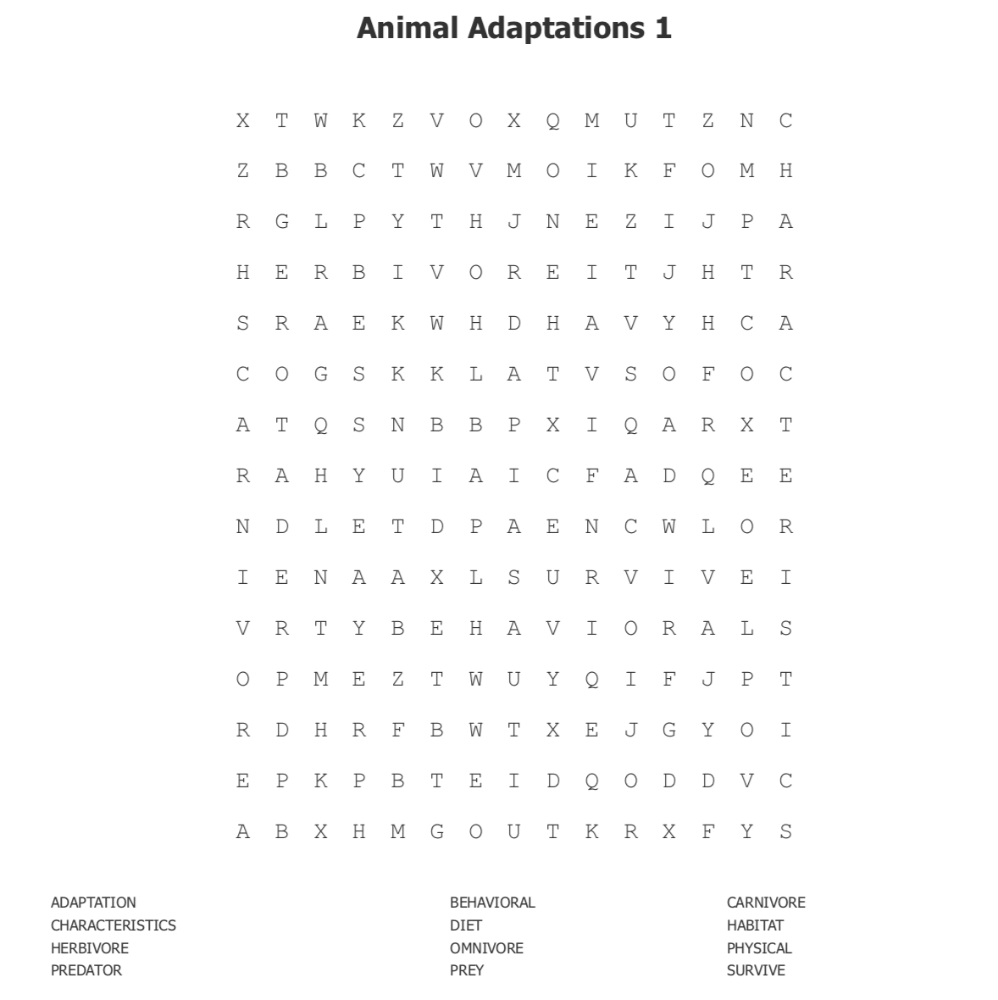 Animal Adaptations 1
X T W K Z V O X Q M U T Z N C
Z B B C T W V M O I K F O M H
R G L P Y T H J N E Z I J P A
H E R B I V O R E I T J H T R
S R A E K W H D H A V Y H C A
C O G S K K L A T V S O F O C
A T Q S N B B P X I Q A R X T
R A H Y U I A I C F A D Q E E
N D L E T D P A E N C W L O R
I E N A A X L S U R V I V E I
V R T Y B E H A V I O R A L S
O P M E Z T W U Y Q I F J P T
R D H R F B W T X E J G Y O I
E P K P B T E I D Q O D D V C
A B X H M G O U T K R X F Y S
ADAPTATION BEHAVIORAL CARNIVORE
CHARACTERISTICS DIET HABITAT
HERBIVORE OMNIVORE PHYSICAL
PREDATOR PREY SURVIVE